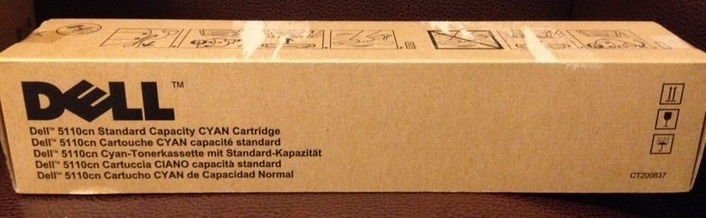 DELL™
Dell™ 5110cn Standard Capacity CYAN Cartridge
Dell™ 5110cn Cartouche CYAN capacité standard
Dell™ 5110cn Cyan-Tonerkassette mit Standard-Kapazität
Dell™ 5110cn Cartuccia CIANO capacità standard
Dell™ 5110cn Cartucho CYAN de Capacidad Normal
CT200837